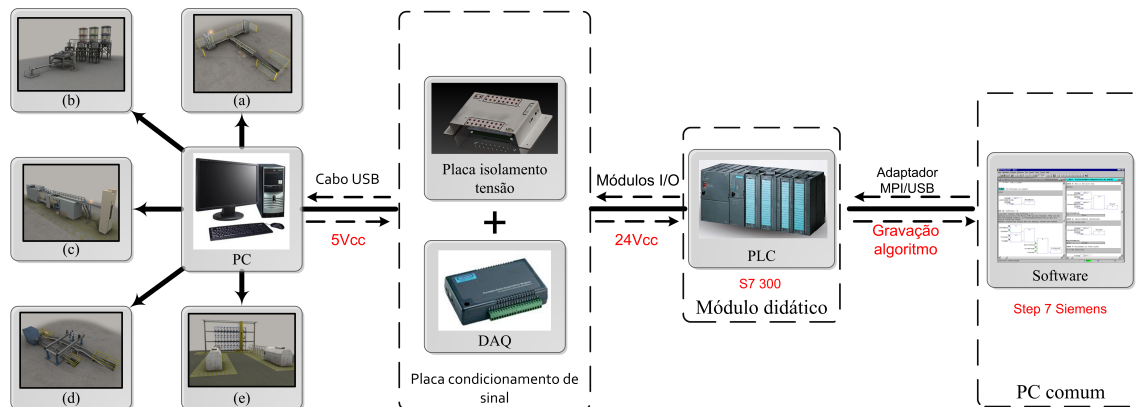 (b)
(a)
(c)
PC
(d)
(e)
Cabo USB
5Vcc
Placa isolamento
tensão
+
DAQ
Placa condicionamento de
sinal
Módulos I/O
24Vcc
PLC
S7 300
Módulo didático
Adaptador
MPI/USB
Gravação
algoritmo
Software
Step 7 Siemens
PC comum